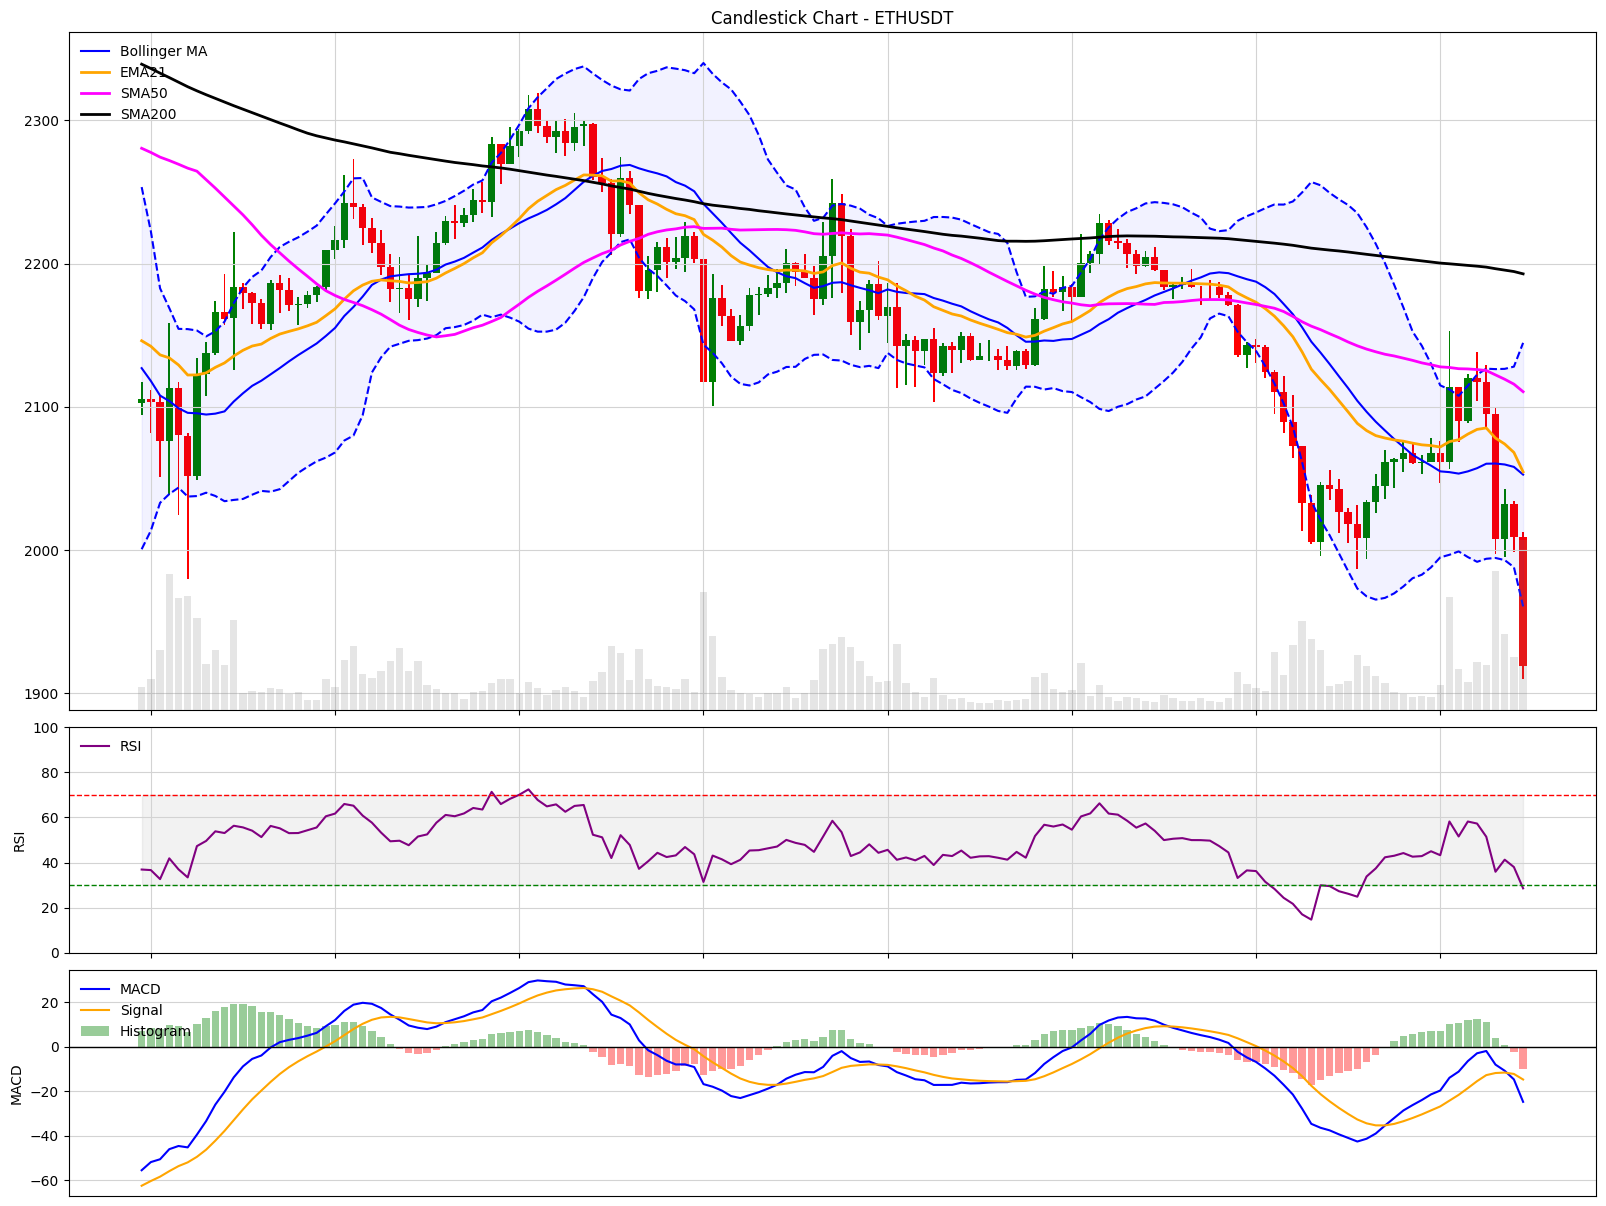 Candlestick Chart - ETHUSDT
Bollinger MA
EMA21
SMA50
SMA200
2300
2200
2100
2000
1900
100
80
60
40
20
0
RSI
RSI
20
0
−20
−40
−60
MACD
MACD
Signal
Histogram